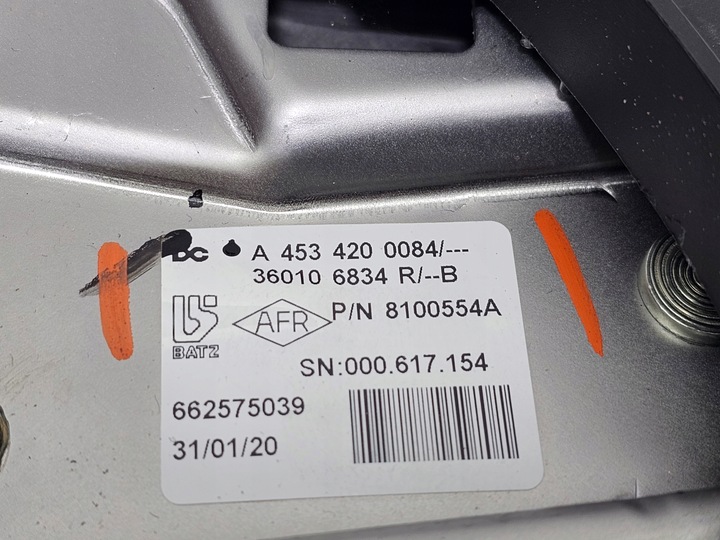 DC A 453 420 0084/---
36010 6834 R/--B
BATZ AFR P/N 8100554A
SN:000.617.154
662575039
31/01/20